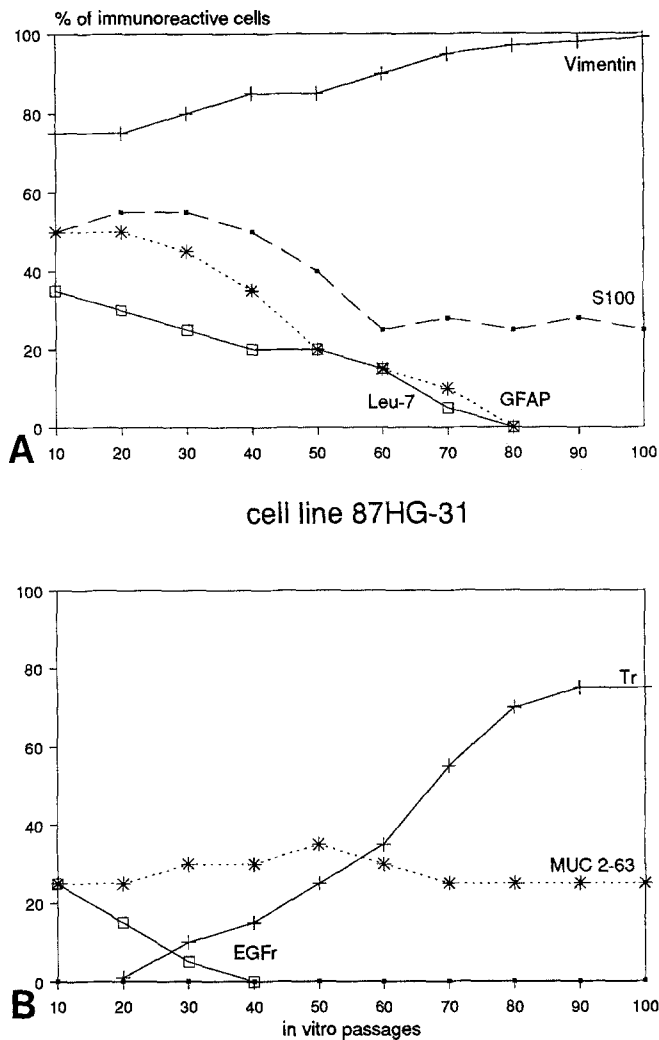 % of immunoreactive cells
100
Vimentin
80
60
40
S100
20
Leu-7
GFAP
0
A
10 20 30 40 50 60 70 80 90 100
cell line 87HG-31
100
80
Tr
60
40
MUC 2-63
20
EGFr
0
B
10 20 30 40 50 60 70 80 90 100
in vitro passages